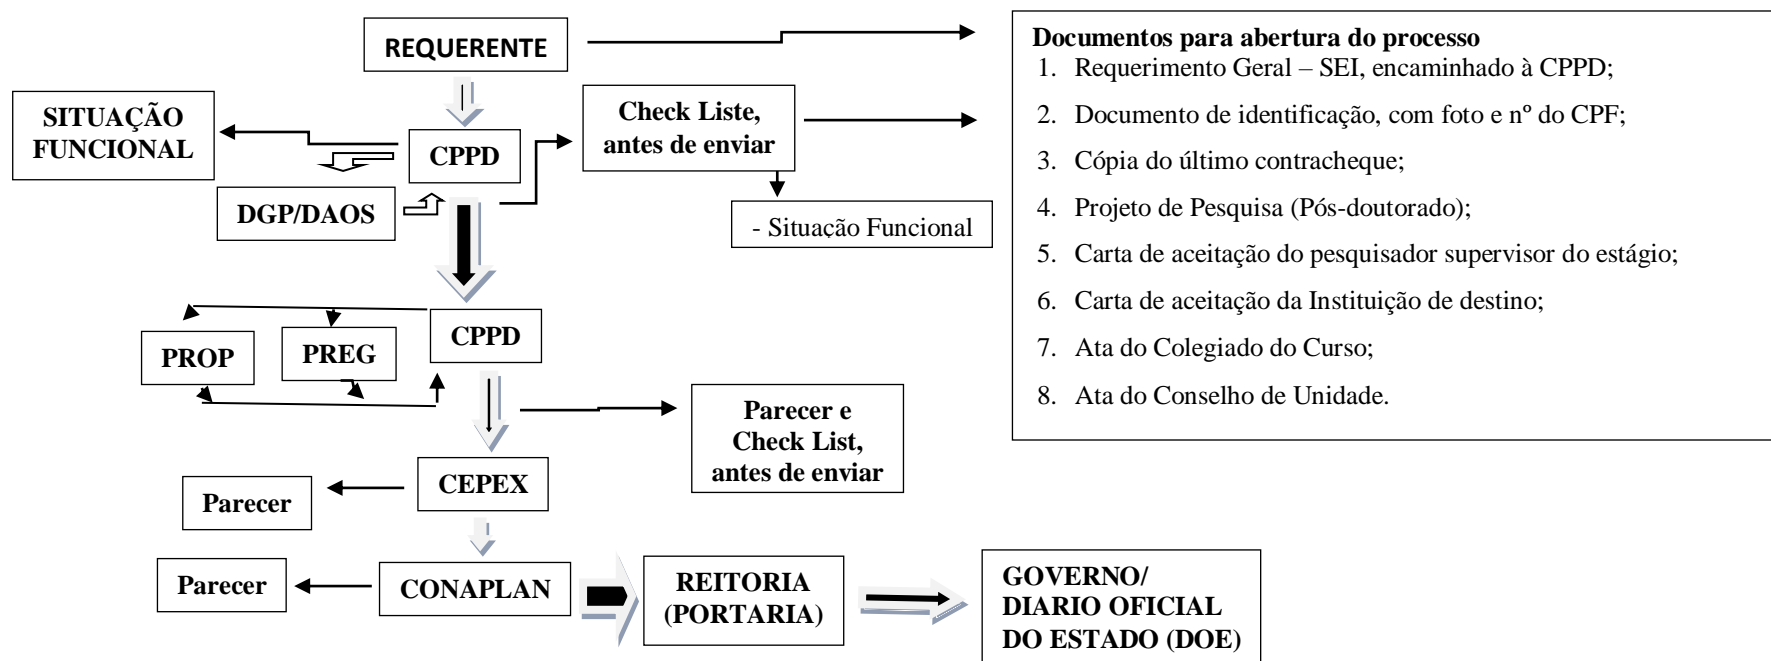 REQUERENTE
Documentos para abertura do processo
1. Requerimento Geral – SEI, encaminhado à CPPD;
2. Documento de identificação, com foto e nº do CPF;
3. Cópia do último contracheque;
4. Projeto de Pesquisa (Pós-doutorado);
5. Carta de aceitação do pesquisador supervisor do estágio;
6. Carta de aceitação da Instituição de destino;
7. Ata do Colegiado do Curso;
8. Ata do Conselho de Unidade.
SITUAÇÃO
FUNCIONAL
CPPD
Check Liste,
antes de enviar
DGP/DAOS
- Situação Funcional
CPPD
PROP
PREG
Parecer e
Check List,
antes de enviar
CEPEX
Parecer
CONAPLAN
Parecer
REITORIA
(PORTARIA)
GOVERNO/
DIARIO OFICIAL
DO ESTADO (DOE)